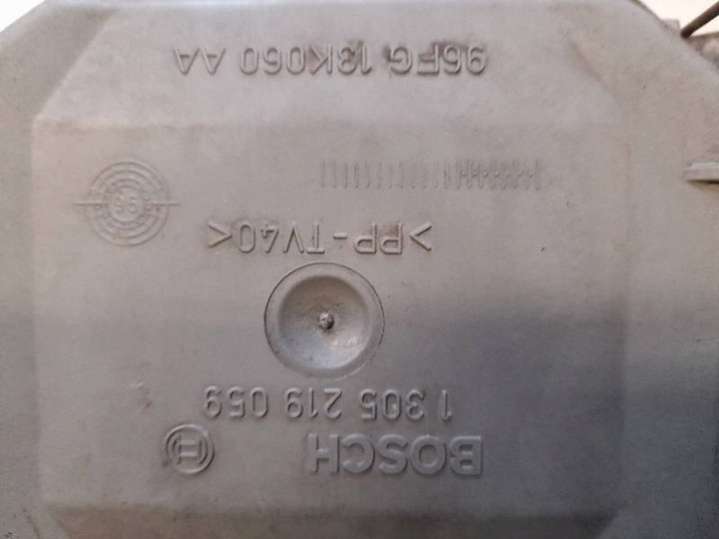 BOSCH
1 305 219 059
>PP-TV40<
96FG 13K060 AA